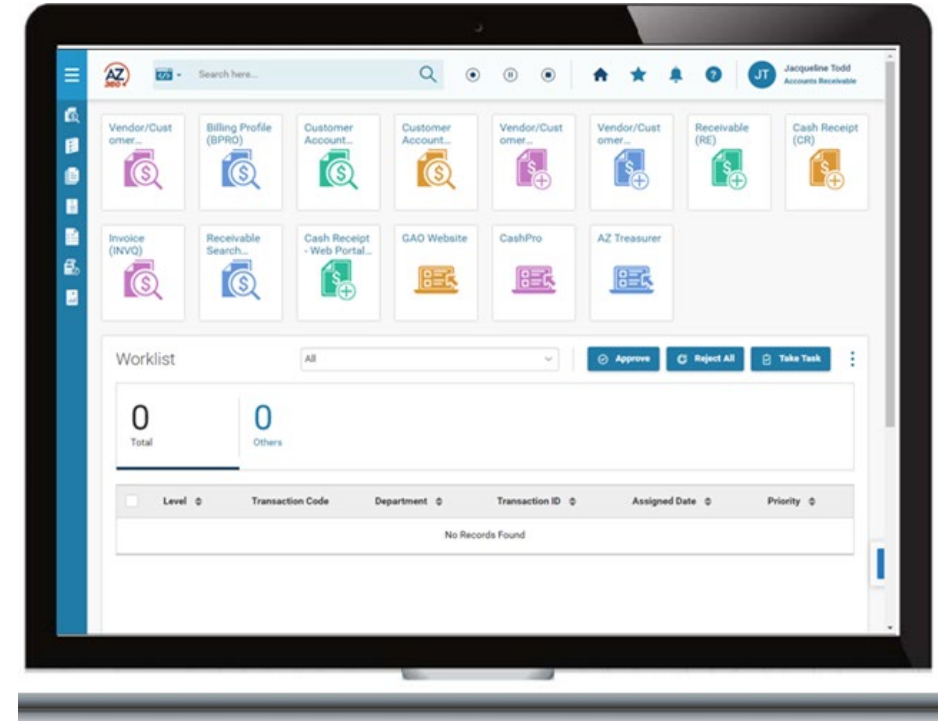 AZ
360
Search here...
JT
Jacqueline Todd
Accounts Receivable
Vendor/Cust
omer...
Billing Profile
(BPRO)
Customer
Account...
Customer
Account...
Vendor/Cust
omer...
Vendor/Cust
omer...
Receivable
(RE)
Cash Receipt
(CR)
Invoice
(INVQ)
Receivable
Search...
Cash Receipt
- Web Portal...
GAO Website
CashPro
AZ Treasurer
Worklist
All
Approve
Reject All
Take Task
0
Total
0
Others
Level
Transaction Code
Department
Transaction ID
Assigned Date
Priority
No Records Found